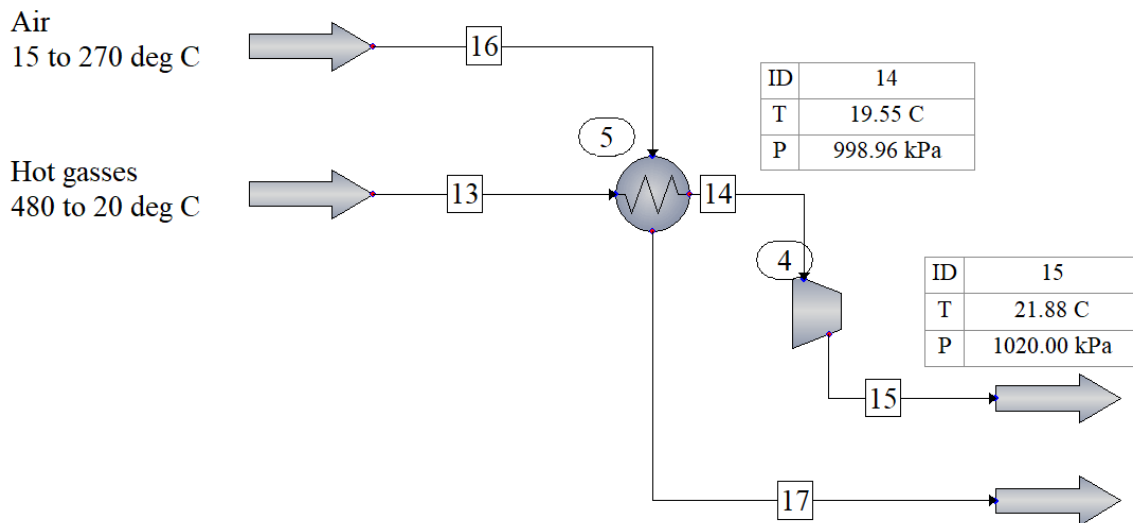 Air
15 to 270 deg C
16
ID 14
T 19.55 C
P 998.96 kPa
5
Hot gasses
480 to 20 deg C
13
14
4
ID 15
T 21.88 C
P 1020.00 kPa
15
17